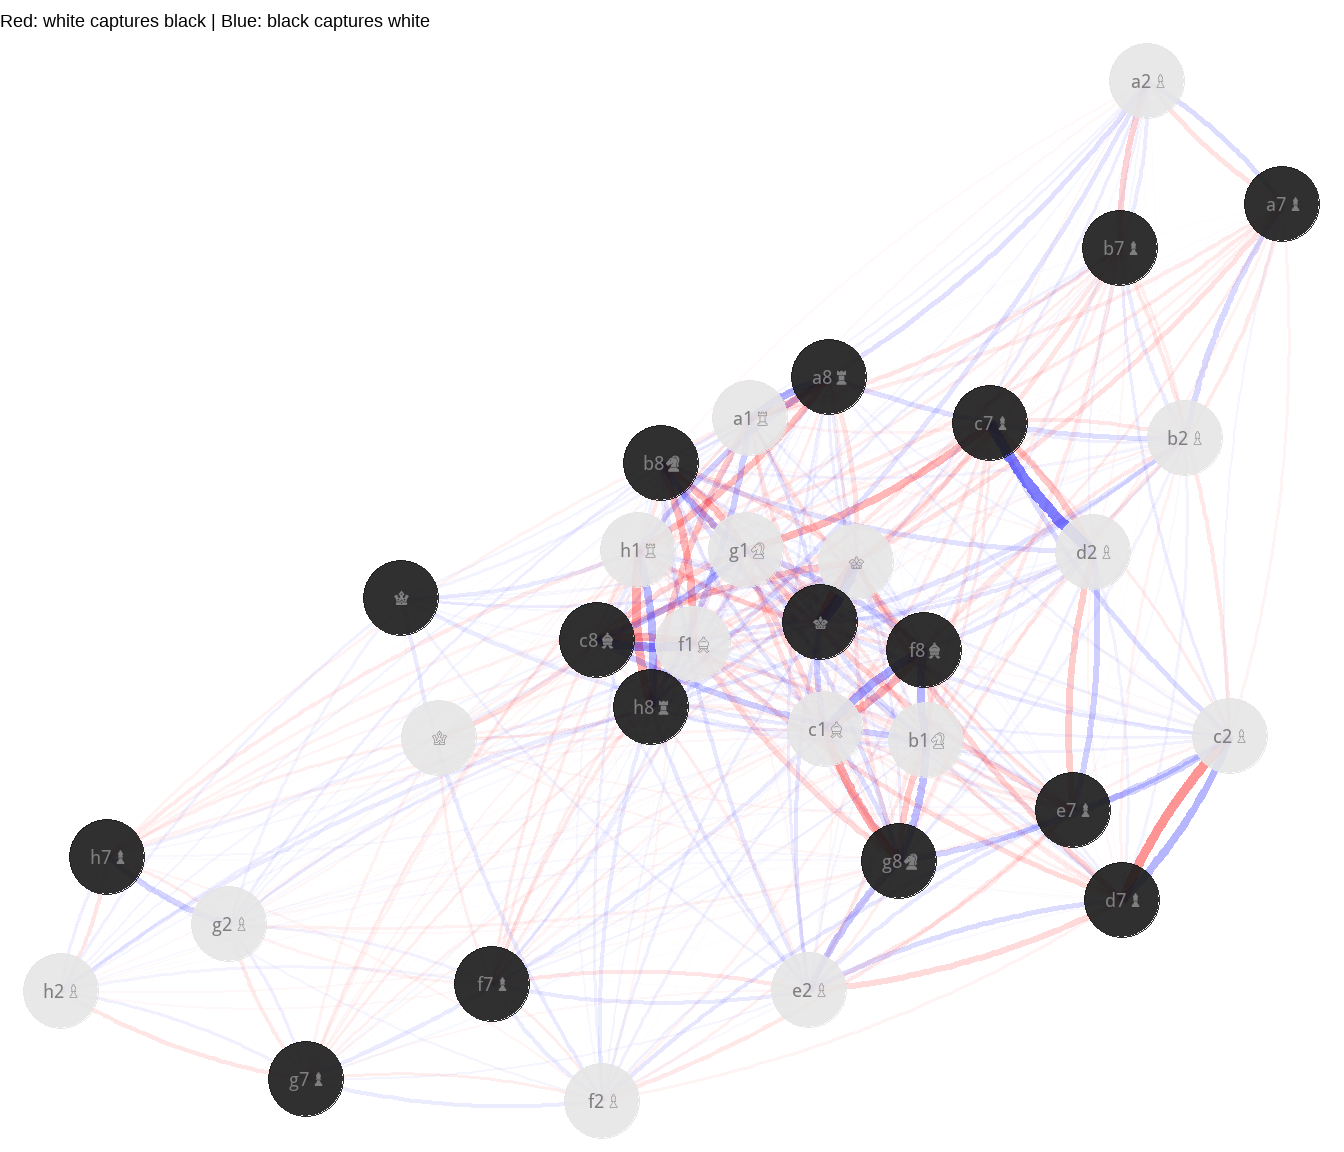 Red: white captures black | Blue: black captures white
a2 ♗
a7 ♝
b7 ♝
a8 ♜
a1 ♖
c7 ♝
b2 ♗
b8 ♞
h1 ♖
g1 ♘
♔
d2 ♗
♛
♚
c8 ♝
f1 ♗
f8 ♝
h8 ♜
c1 ♗
b1 ♘
c2 ♗
♕
e7 ♝
h7 ♝
g8 ♞
d7 ♝
g2 ♗
h2 ♗
f7 ♝
e2 ♗
g7 ♝
f2 ♗